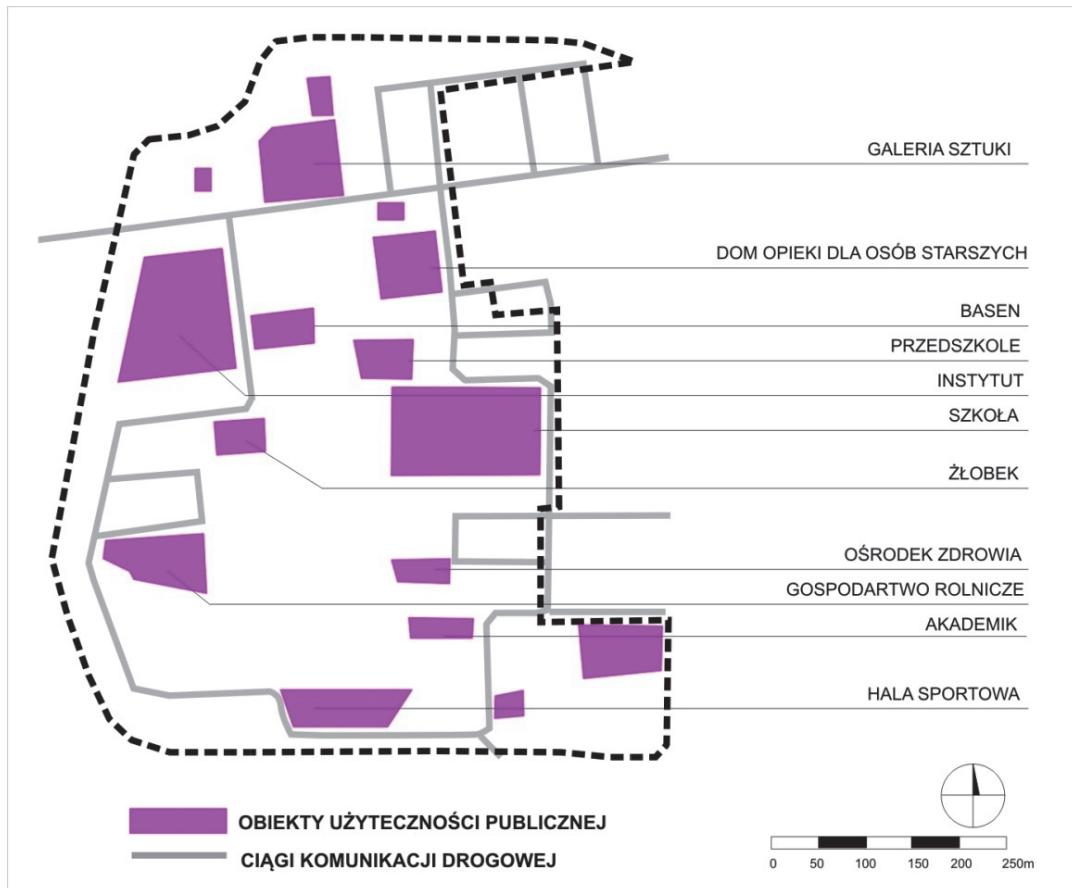 GALERIA SZTUKI
DOM OPIEKI DLA OSÓB STARSZYCH
BASEN
PRZEDSZKOLE
INSTYTUT
SZKOŁA
ŻŁOBEK
OŚRODEK ZDROWIA
GOSPODARTWO ROLNICZE
AKADEMIK
HALA SPORTOWA
OBIEKTY UŻYTECZNOŚCI PUBLICZNEJ
CIĄGI KOMUNIKACJI DROGOWEJ
0 50 100 150 200 250m